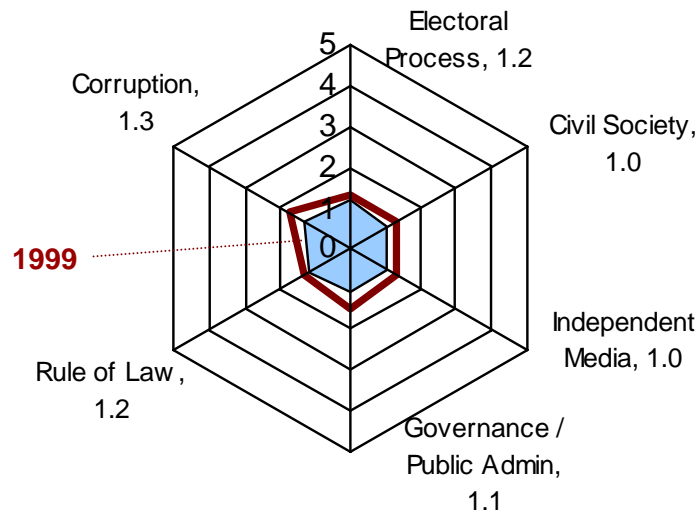 Electoral
Process, 1.2
Civil Society,
1.0
Independent
Media, 1.0
Governance /
Public Admin,
1.1
Rule of Law,
1.2
Corruption,
1.3
5
4
3
2
1
0
1999